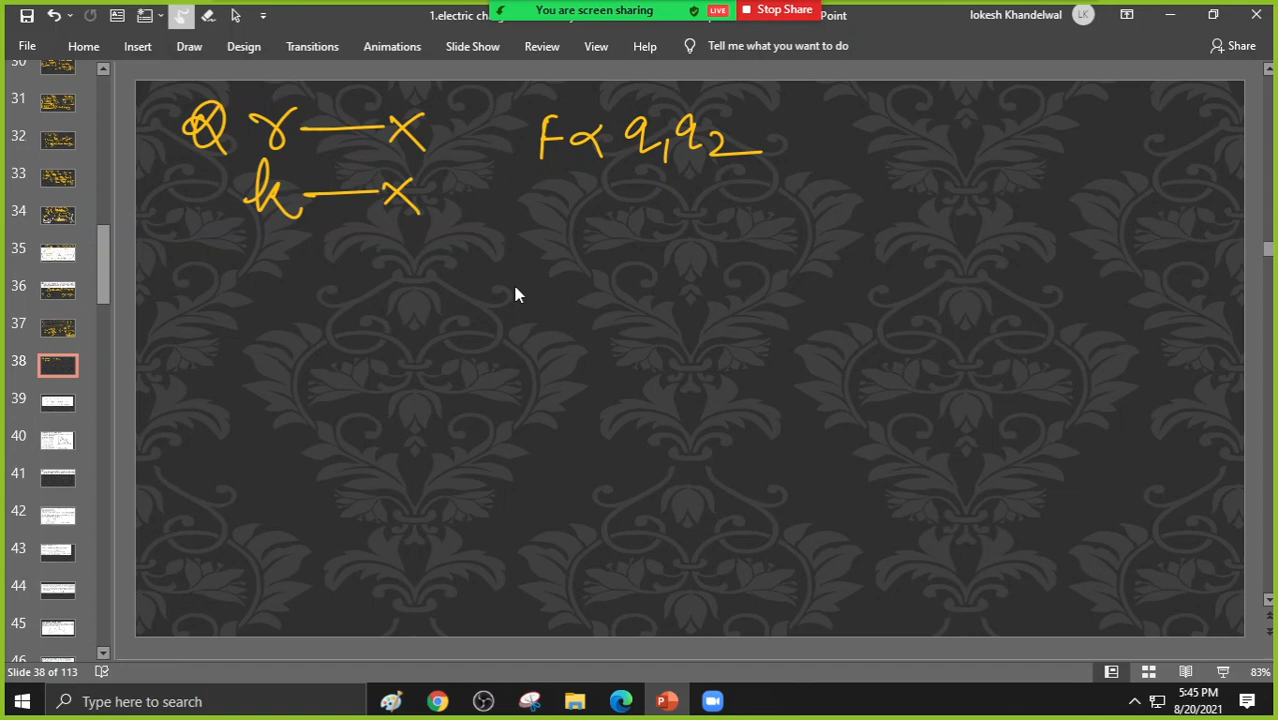 1.electric chan
You are screen sharing
LIVE
Stop Share
Point
lokesh Khandelwal
LK
File Home Insert Draw Design Transitions Animations Slide Show Review View Help Tell me what you want to do Share
30
31
32
33
34
35
36
37
38
39
40
41
42
43
44
45
46
r — x
k — x
F ∝ q₁q₂
Slide 38 of 113
83%
Type here to search
5:45 PM
8/20/2021